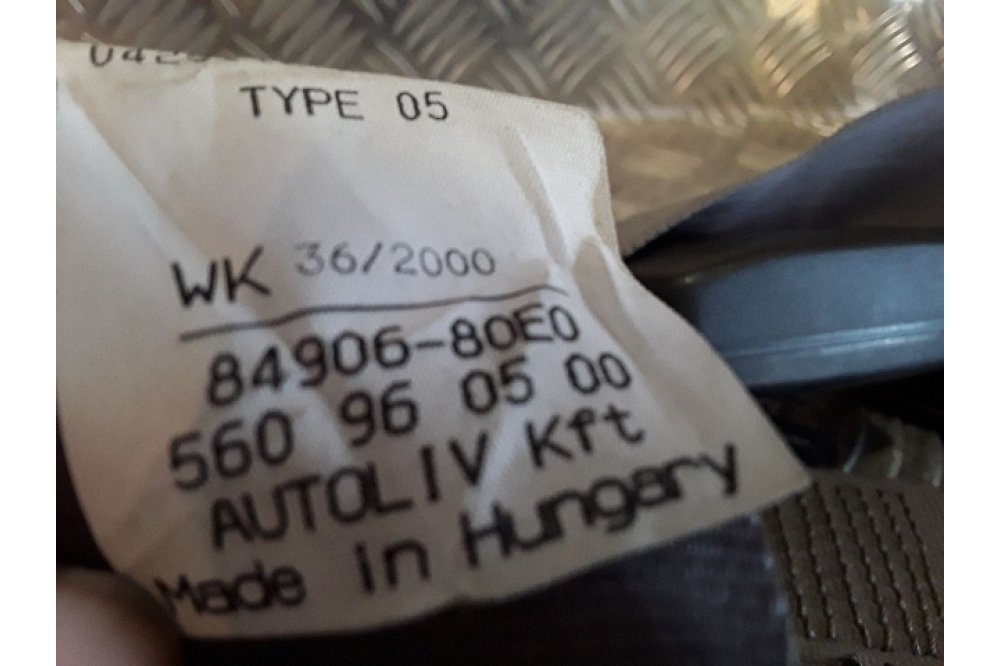 TYPE 05
WK 36/2000
84906-80E0
560 96 05 00
AUTOLIV Kft
Made in Hungary